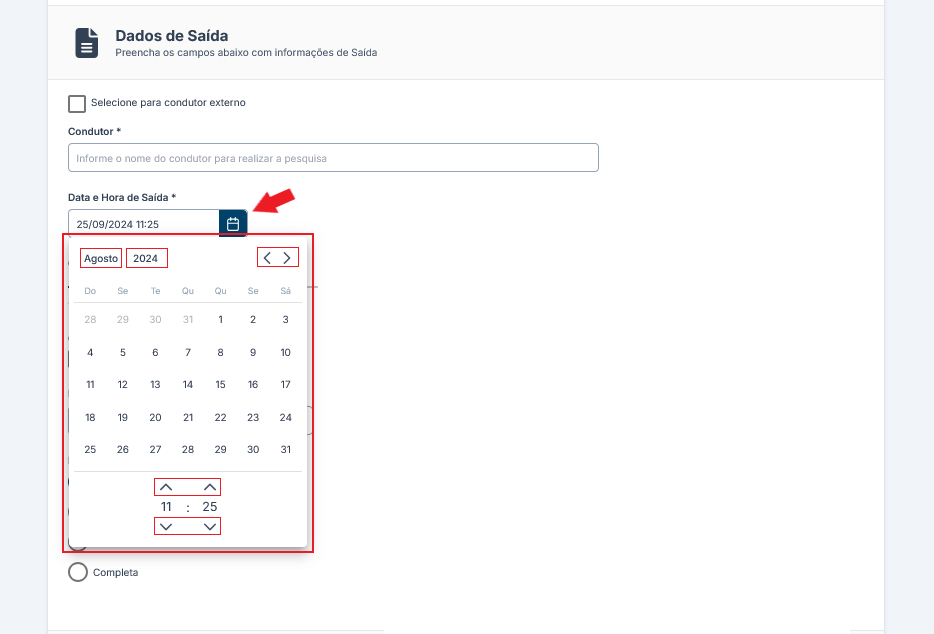 Dados de Saída
Preencha os campos abaixo com informações de Saída
Selecione para condutor externo
Condutor *
Informe o nome do condutor para realizar a pesquisa
Data e Hora de Saída *
25/09/2024 11:25
Agosto 2024
Do Se Te Qu Qu Se Sá
28 29 30 31 1 2 3
4 5 6 7 8 9 10
11 12 13 14 15 16 17
18 19 20 21 22 23 24
25 26 27 28 29 30 31
11 : 25
Completa